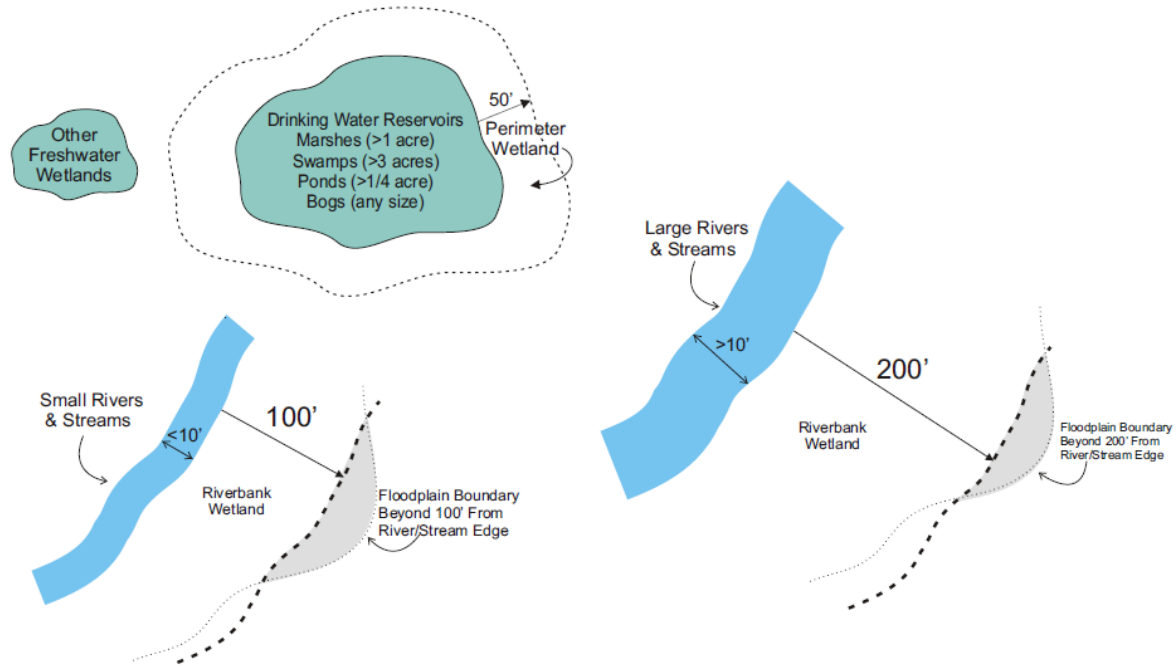 Other
Freshwater
Wetlands
Drinking Water Reservoirs
Marshes (>1 acre)
Swamps (>3 acres)
Ponds (>1/4 acre)
Bogs (any size)
50’
Perimeter
Wetland
Small Rivers
& Streams
<10’
100’
Riverbank
Wetland
Floodplain Boundary
Beyond 100’ From
River/Stream Edge
Large Rivers
& Streams
>10’
200’
Riverbank
Wetland
Floodplain Boundary
Beyond 200’ From
River/Stream Edge